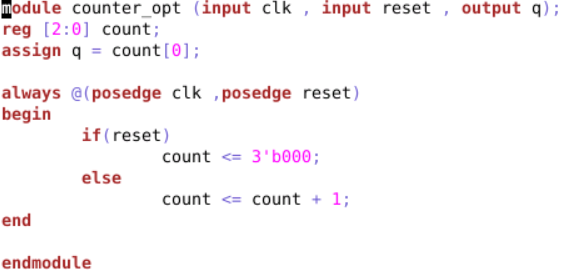 module counter_opt (input clk , input reset , output q);
reg [2:0] count;
assign q = count[0];

always @(posedge clk ,posedge reset)
begin
        if(reset)
                count <= 3'b000;
        else
                count <= count + 1;
end

endmodule